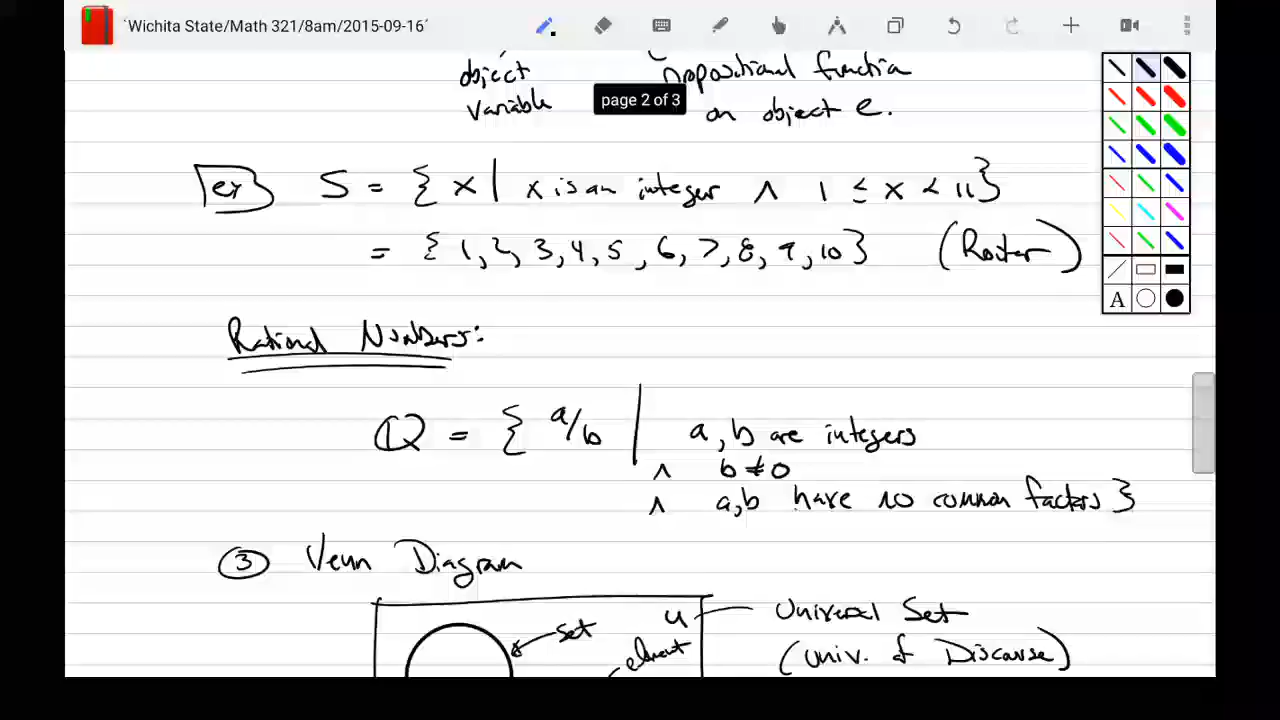 Wichita State/Math 321/8am/2015-09-16
object propositional function
variable on object e.
page 2 of 3
ex S = { x | x is an integer ∧ 1 ≤ x < 11 }
= { 1, 2, 3, 4, 5, 6, 7, 8, 9, 10 } (Roster)
Rational Numbers:
Q = { a/b | a, b are integers
∧ b ≠ 0
∧ a,b have no common factors }
③ Venn Diagram
U Universal Set
set
element (Univ. of Discourse)
A